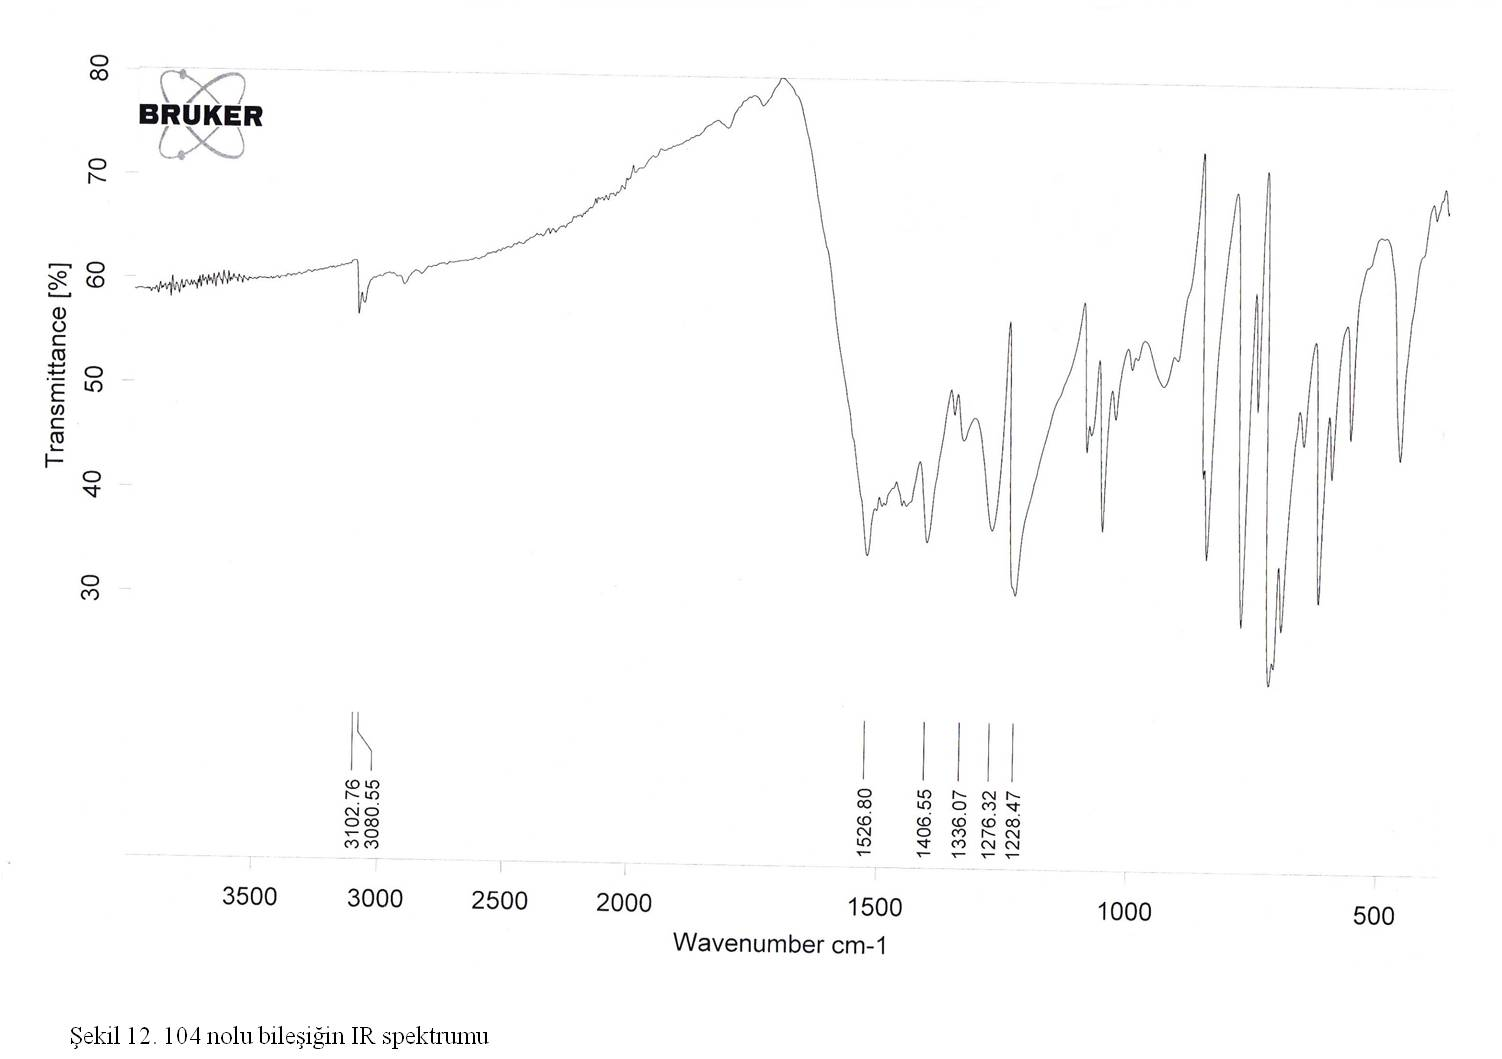 80
BRUKER
70
60
50
40
30
Transmittance [%]
3102.76
3080.55
1526.80
1406.55
1336.07
1276.32
1228.47
3500 3000 2500 2000 1500 1000 500
Wavenumber cm-1
Şekil 12. 104 nolu bileşiğin IR spektrumu